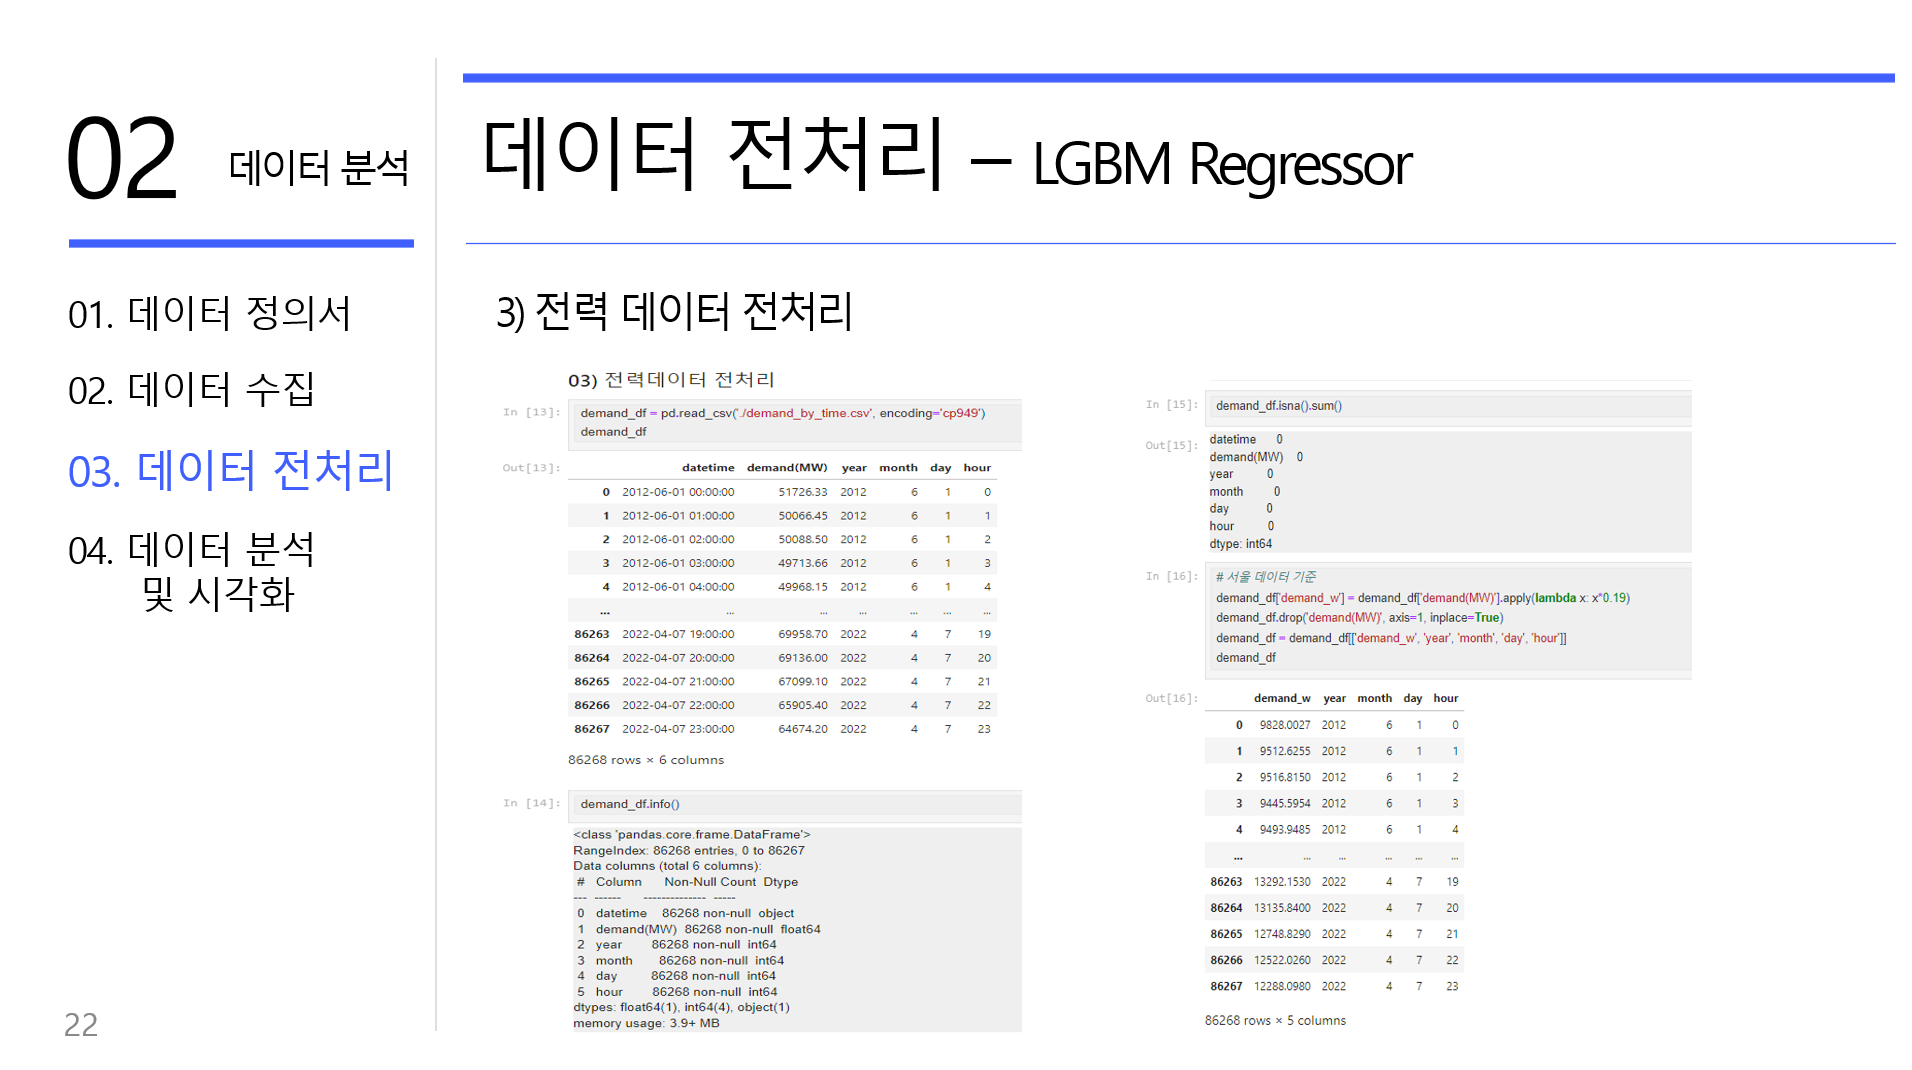 02 데이터 분석
01. 데이터 정의서
02. 데이터 수집
03. 데이터 전처리
04. 데이터 분석
및 시각화
22
데이터 전처리 – LGBM Regressor
3) 전력 데이터 전처리
03) 전력데이터 전처리
In [13]: demand_df = pd.read_csv('./demand_by_time.csv', encoding='cp949')
demand_df
Out[13]:
datetime demand(MW) year month day hour
0 2012-06-01 00:00:00 51726.33 2012 6 1 0
1 2012-06-01 01:00:00 50066.45 2012 6 1 1
2 2012-06-01 02:00:00 50088.50 2012 6 1 2
3 2012-06-01 03:00:00 49713.66 2012 6 1 3
4 2012-06-01 04:00:00 49968.15 2012 6 1 4
... ... ... ... ... ... ...
86263 2022-04-07 19:00:00 69958.70 2022 4 7 19
86264 2022-04-07 20:00:00 69136.00 2022 4 7 20
86265 2022-04-07 21:00:00 67099.10 2022 4 7 21
86266 2022-04-07 22:00:00 65905.40 2022 4 7 22
86267 2022-04-07 23:00:00 64674.20 2022 4 7 23
86268 rows × 6 columns
In [14]: demand_df.info()
<class 'pandas.core.frame.DataFrame'>
RangeIndex: 86268 entries, 0 to 86267
Data columns (total 6 columns):
# Column Non-Null Count Dtype
--- ------ -------------- -----
0 datetime 86268 non-null object
1 demand(MW) 86268 non-null float64
2 year 86268 non-null int64
3 month 86268 non-null int64
4 day 86268 non-null int64
5 hour 86268 non-null int64
dtypes: float64(1), int64(4), object(1)
memory usage: 3.9+ MB
In [15]: demand_df.isna().sum()
Out[15]:
datetime 0
demand(MW) 0
year 0
month 0
day 0
hour 0
dtype: int64
In [16]: # 서울 데이터 기준
demand_df['demand_w'] = demand_df['demand(MW)'].apply(lambda x: x*0.19)
demand_df.drop('demand(MW)', axis=1, inplace=True)
demand_df = demand_df[['demand_w', 'year', 'month', 'day', 'hour']]
demand_df
Out[16]:
demand_w year month day hour
0 9828.0027 2012 6 1 0
1 9512.6255 2012 6 1 1
2 9516.8150 2012 6 1 2
3 9445.5954 2012 6 1 3
4 9493.9485 2012 6 1 4
... ... ... ... ... ...
86263 13292.1530 2022 4 7 19
86264 13135.8400 2022 4 7 20
86265 12748.8290 2022 4 7 21
86266 12522.0260 2022 4 7 22
86267 12288.0980 2022 4 7 23
86268 rows × 5 columns